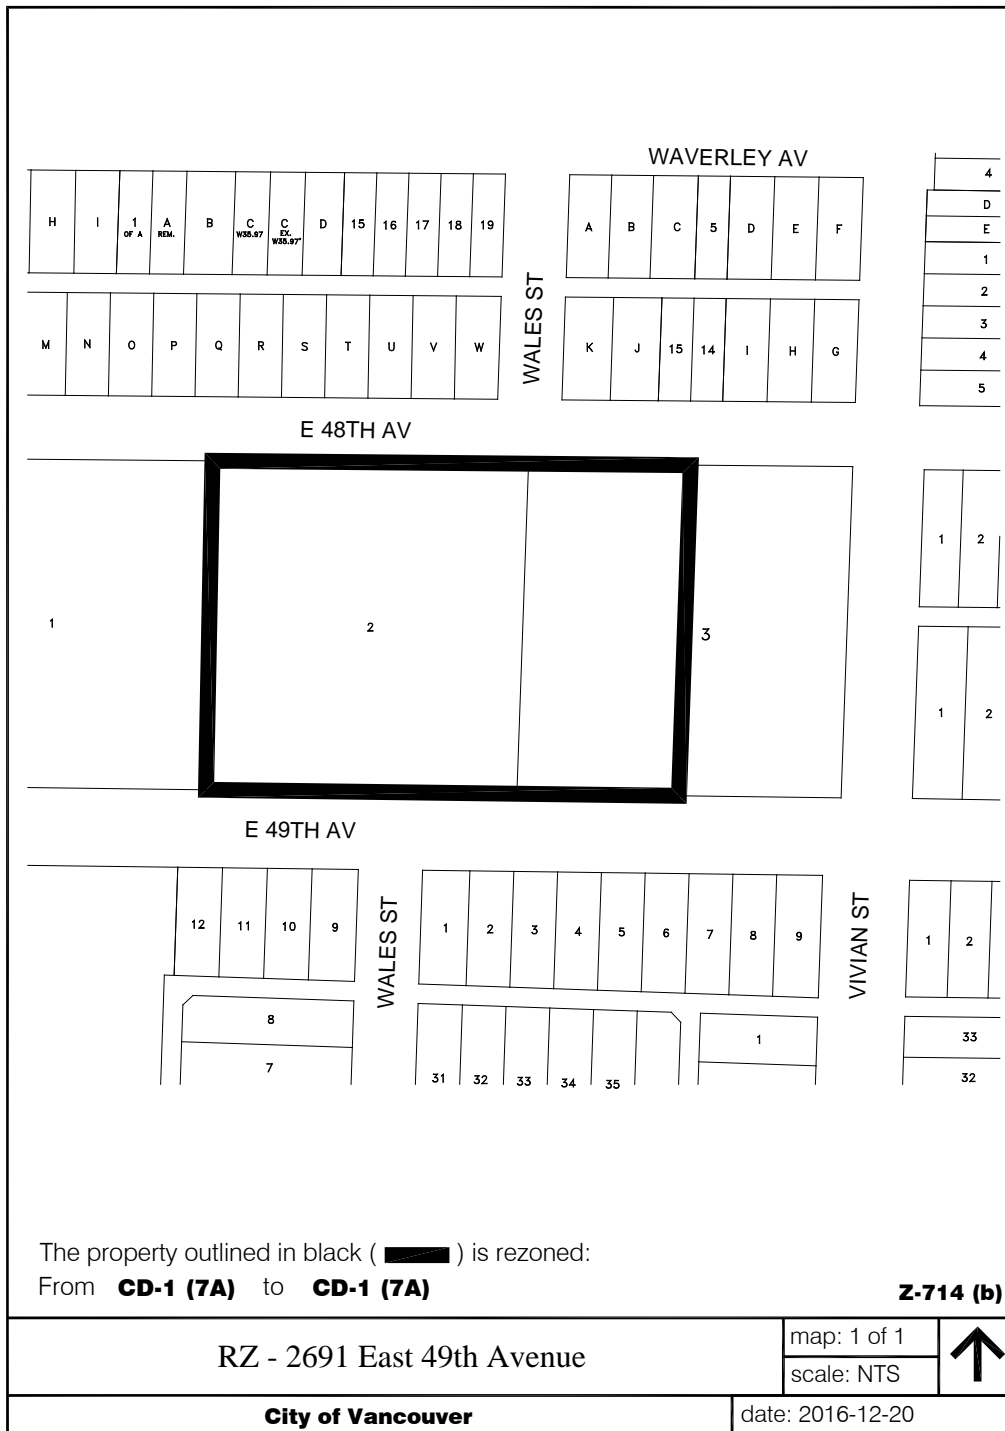 WAVERLEY AV
H I 1 OF A A REM. B C W35.97 C EX. W35.97' D 15 16 17 18 19
A B C 5 D E F
4
D
E
1
2
3
4
5
WALES ST
M N O P Q R S T U V W
K J 15 14 I H G
E 48TH AV
1 2
1
2
3
1 2
E 49TH AV
12 11 10 9
WALES ST
1 2 3 4 5 6 7 8 9
VIVIAN ST
1 2
8
7
31 32 33 34 35
1
33
32
The property outlined in black ( ) is rezoned:
From CD-1 (7A) to CD-1 (7A)
Z-714 (b)
RZ - 2691 East 49th Avenue
map: 1 of 1
scale: NTS
City of Vancouver
date: 2016-12-20